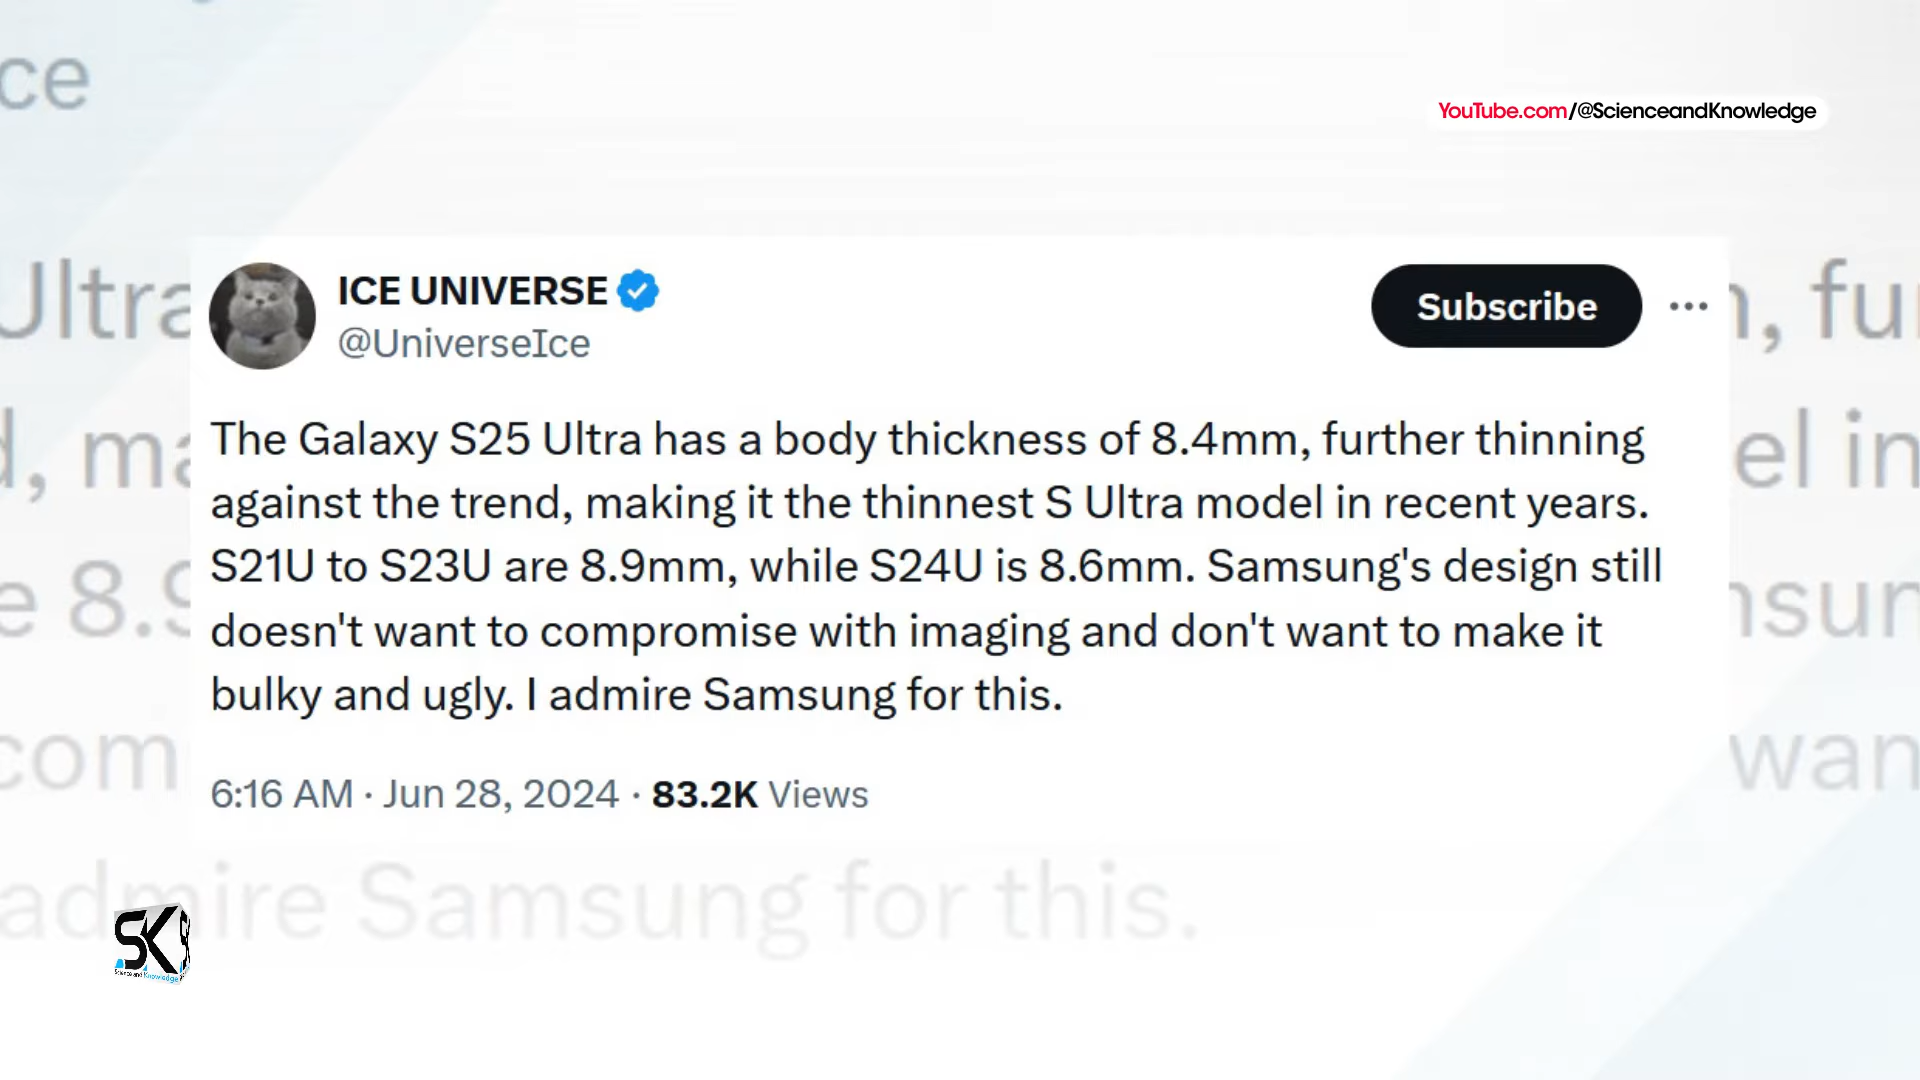 YouTube.com/@ScienceandKnowledge
ICE UNIVERSE
@UniverseIce
Subscribe
The Galaxy S25 Ultra has a body thickness of 8.4mm, further thinning
against the trend, making it the thinnest S Ultra model in recent years.
S21U to S23U are 8.9mm, while S24U is 8.6mm. Samsung's design still
doesn't want to compromise with imaging and don't want to make it
bulky and ugly. I admire Samsung for this.
6:16 AM · Jun 28, 2024 · 83.2K Views
admire Samsung for this.
SK
Science and Knowledge